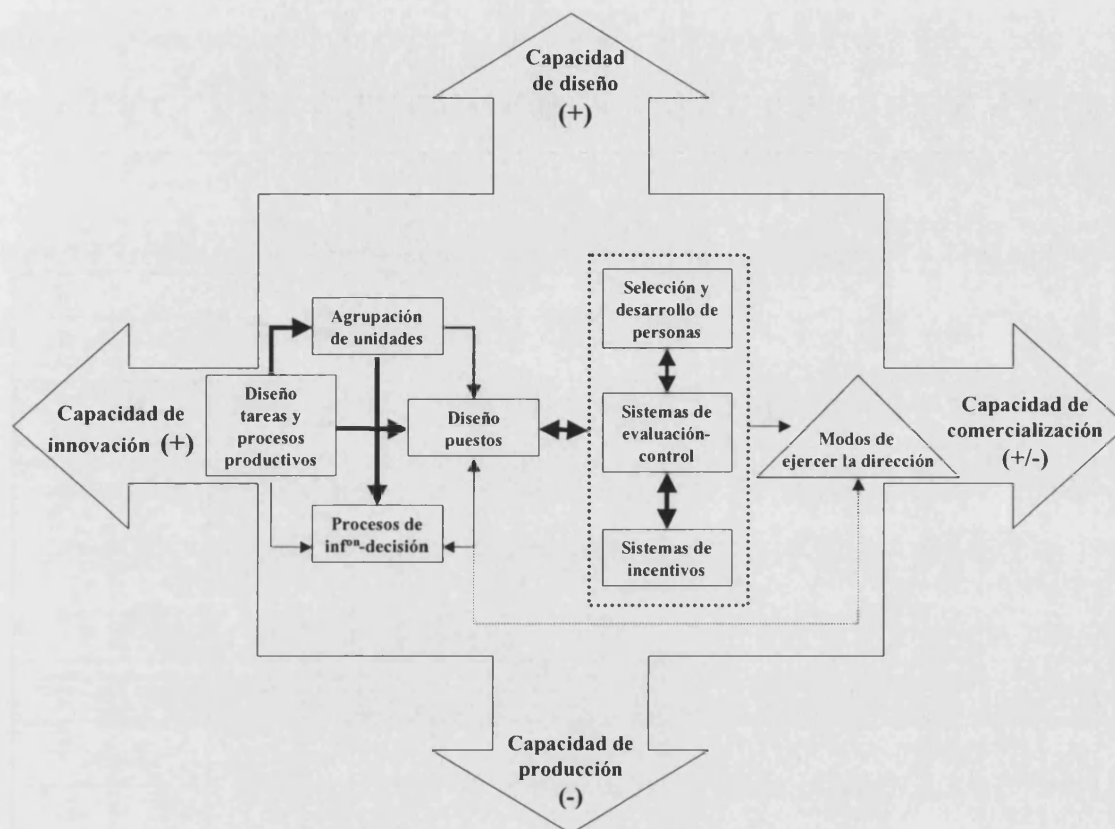 Capacidad
de diseño
(+)
Selección y
desarrollo de
personas
Agrupación
de unidades
Capacidad de
innovación (+)
Diseño
tareas y
procesos
productivos
Diseño
puestos
Sistemas de
evaluación-
control
Modos de
ejercer la dirección
Capacidad de
comercialización
(+/-)
Procesos de
infᵒⁿ-decisión
Sistemas de
incentivos
Capacidad de
producción
(-)